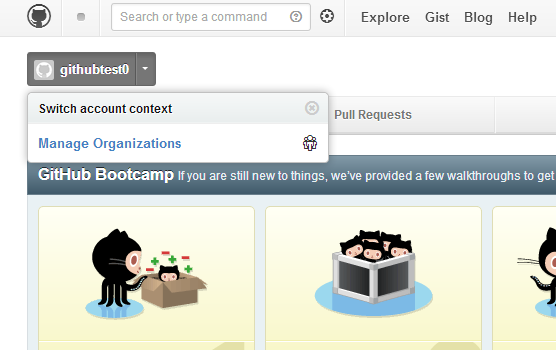 Search or type a command
Explore Gist Blog Help
githubtest0
Switch account context
Pull Requests
Manage Organizations
GitHub Bootcamp If you are still new to things, we've provided a few walkthroughs to get